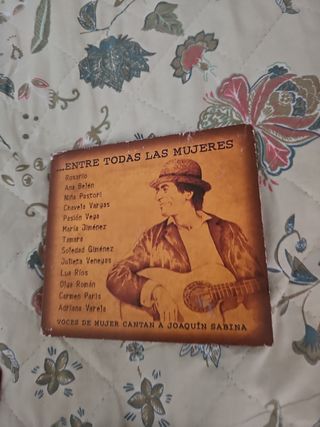 ...ENTRE TODAS LAS MUJERES
Rosario
Ana Belén
Niña Pastori
Chavela Vargas
Pasión Vega
María Jiménez
Tamara
Soledad Giménez
Julieta Venegas
Lua Ríos
Olga Román
Carmen París
Adriana Varela
VOCES DE MUJER CANTAN A JOAQUÍN SABINA